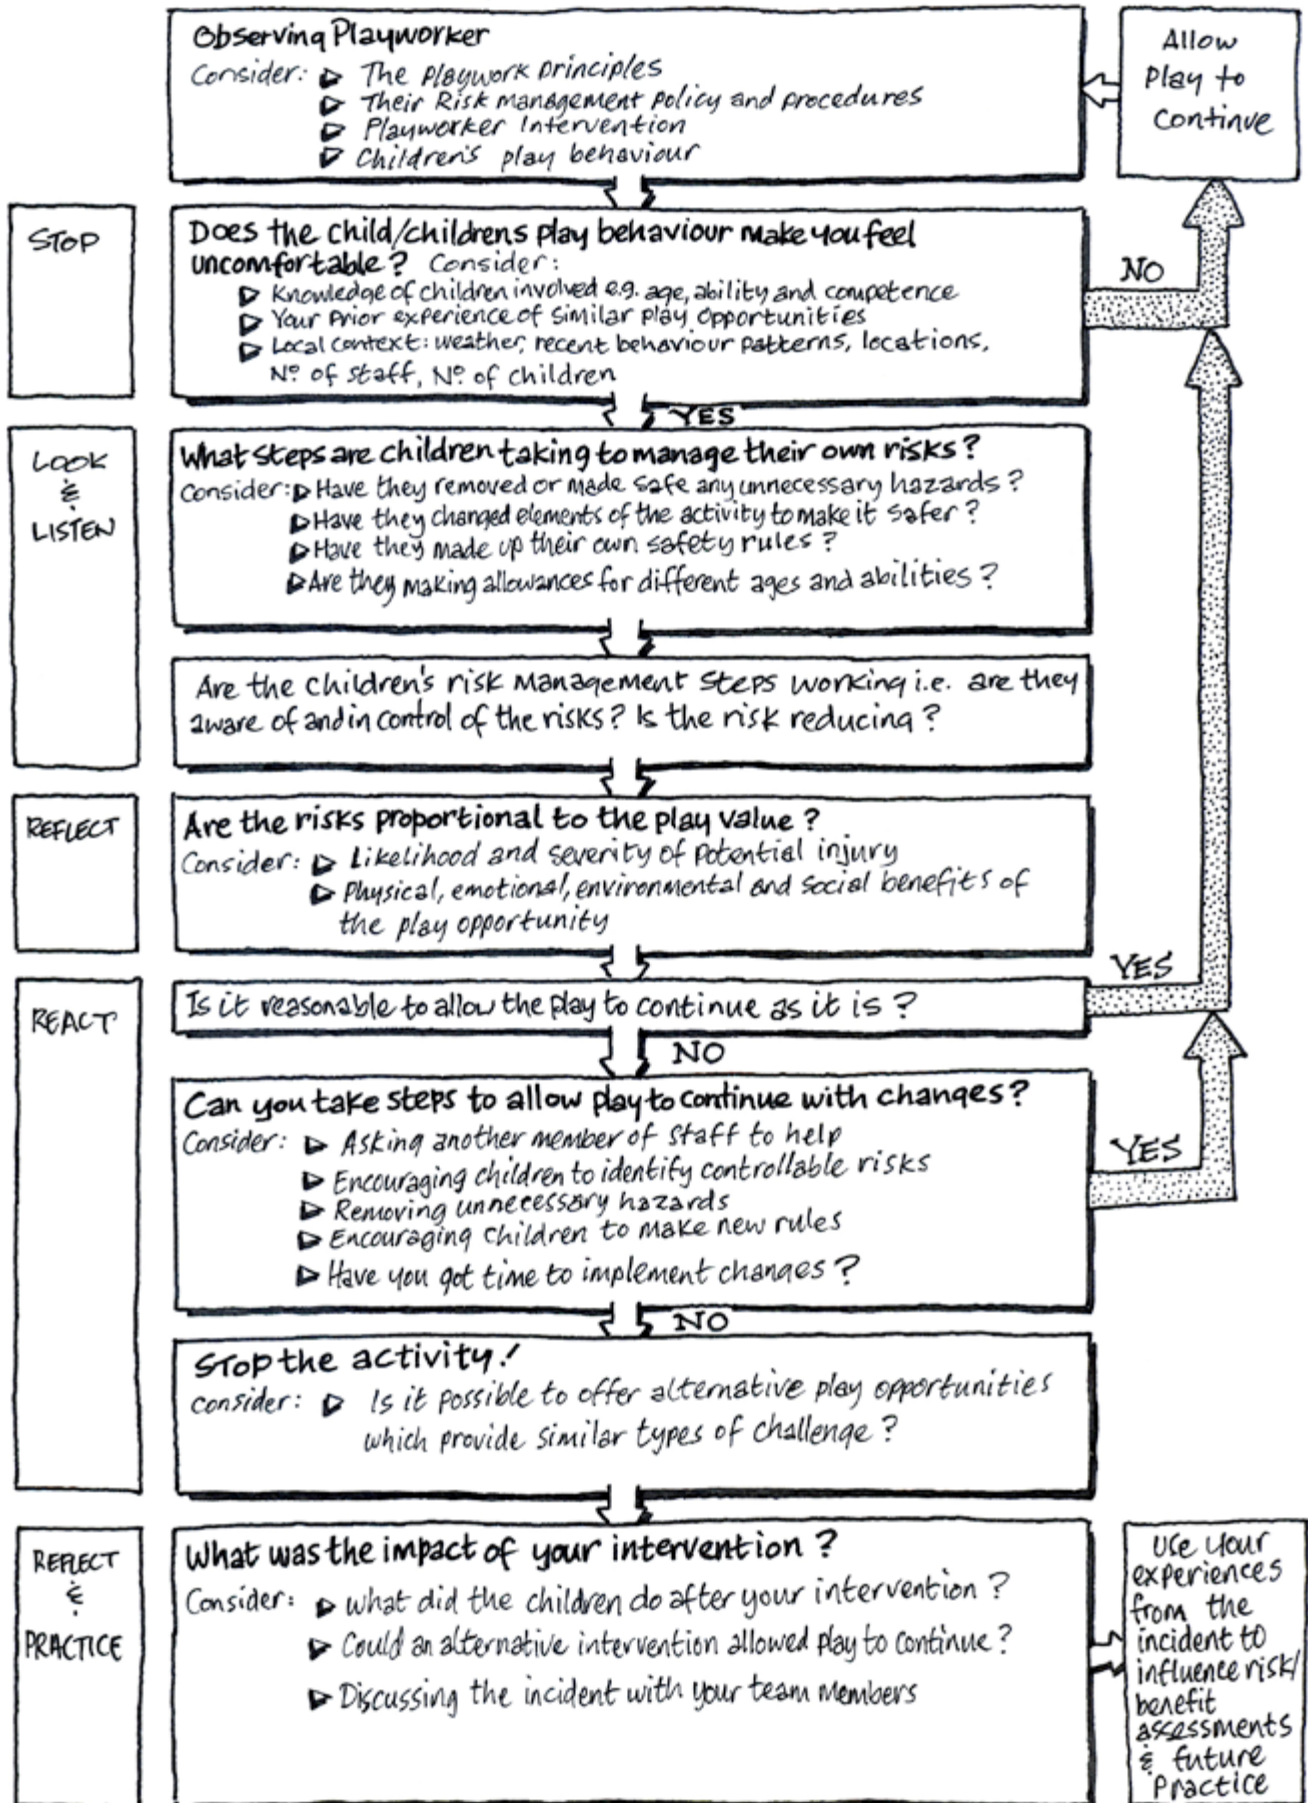 Observing Playworker
Consider: ▷ The Playwork Principles
▷ Their Risk management Policy and procedures
▷ Playworker Intervention
▷ Children's play behaviour
Allow
Play to
Continue
STOP
Does the child/childrens play behaviour make you feel
uncomfortable? Consider:
▷ Knowledge of children involved e.g. age, ability and competence
▷ Your prior experience of similar play opportunities
▷ Local context: weather, recent behaviour patterns, locations,
Nº of staff, Nº of children
NO
YES
LOOK
&
LISTEN
What steps are children taking to manage their own risks?
Consider: ▷ Have they removed or made safe any unnecessary hazards?
▷ Have they changed elements of the activity to make it safer?
▷ Have they made up their own safety rules?
▷ Are they making allowances for different ages and abilities?
Are the children's risk management steps working i.e. are they
aware of and in control of the risks? Is the risk reducing?
REFLECT
Are the risks proportional to the play value?
Consider: ▷ Likelihood and severity of potential injury
▷ Physical, emotional, environmental and social benefits of
the play opportunity
REACT
Is it reasonable to allow the play to continue as it is?
YES
NO
Can you take steps to allow play to continue with changes?
Consider: ▷ Asking another member of staff to help
▷ Encouraging children to identify controllable risks
▷ Removing unnecessary hazards
▷ Encouraging children to make new rules
▷ Have you got time to implement changes?
YES
NO
STOP the activity!
consider: ▷ Is it possible to offer alternative play opportunities
which provide similar types of challenge?
REFLECT
&
PRACTICE
What was the impact of your intervention?
Consider: ▷ what did the children do after your intervention?
▷ Could an alternative intervention allowed play to continue?
▷ Discussing the incident with your team members
Use your
experiences
from the
incident to
influence risk/
benefit
assessments
& future
Practice